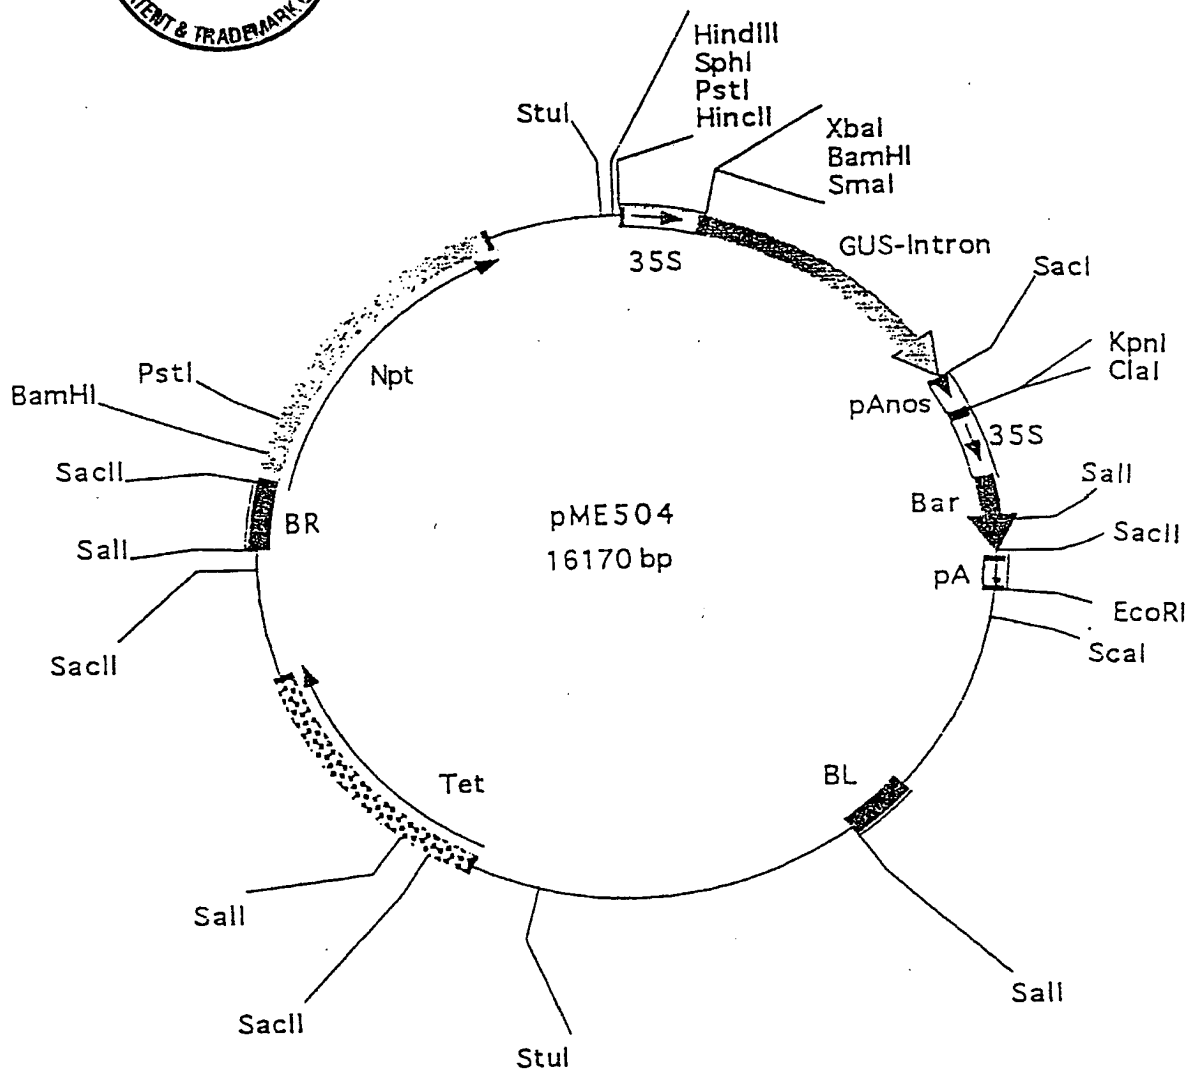 TENT & TRADEMARK
HindIII
SphI
PstI
HincII
StuI
XbaI
BamHI
SmaI
GUS-Intron
35S
SacI
KpnI
ClaI
pAnos
35S
PstI
Npt
BamHI
SacII
BR
SalI
SacII
pME504
16170 bp
Bar
SalI
SacII
pA
EcoRI
ScaI
BL
Tet
SalI
SacII
StuI
SalI